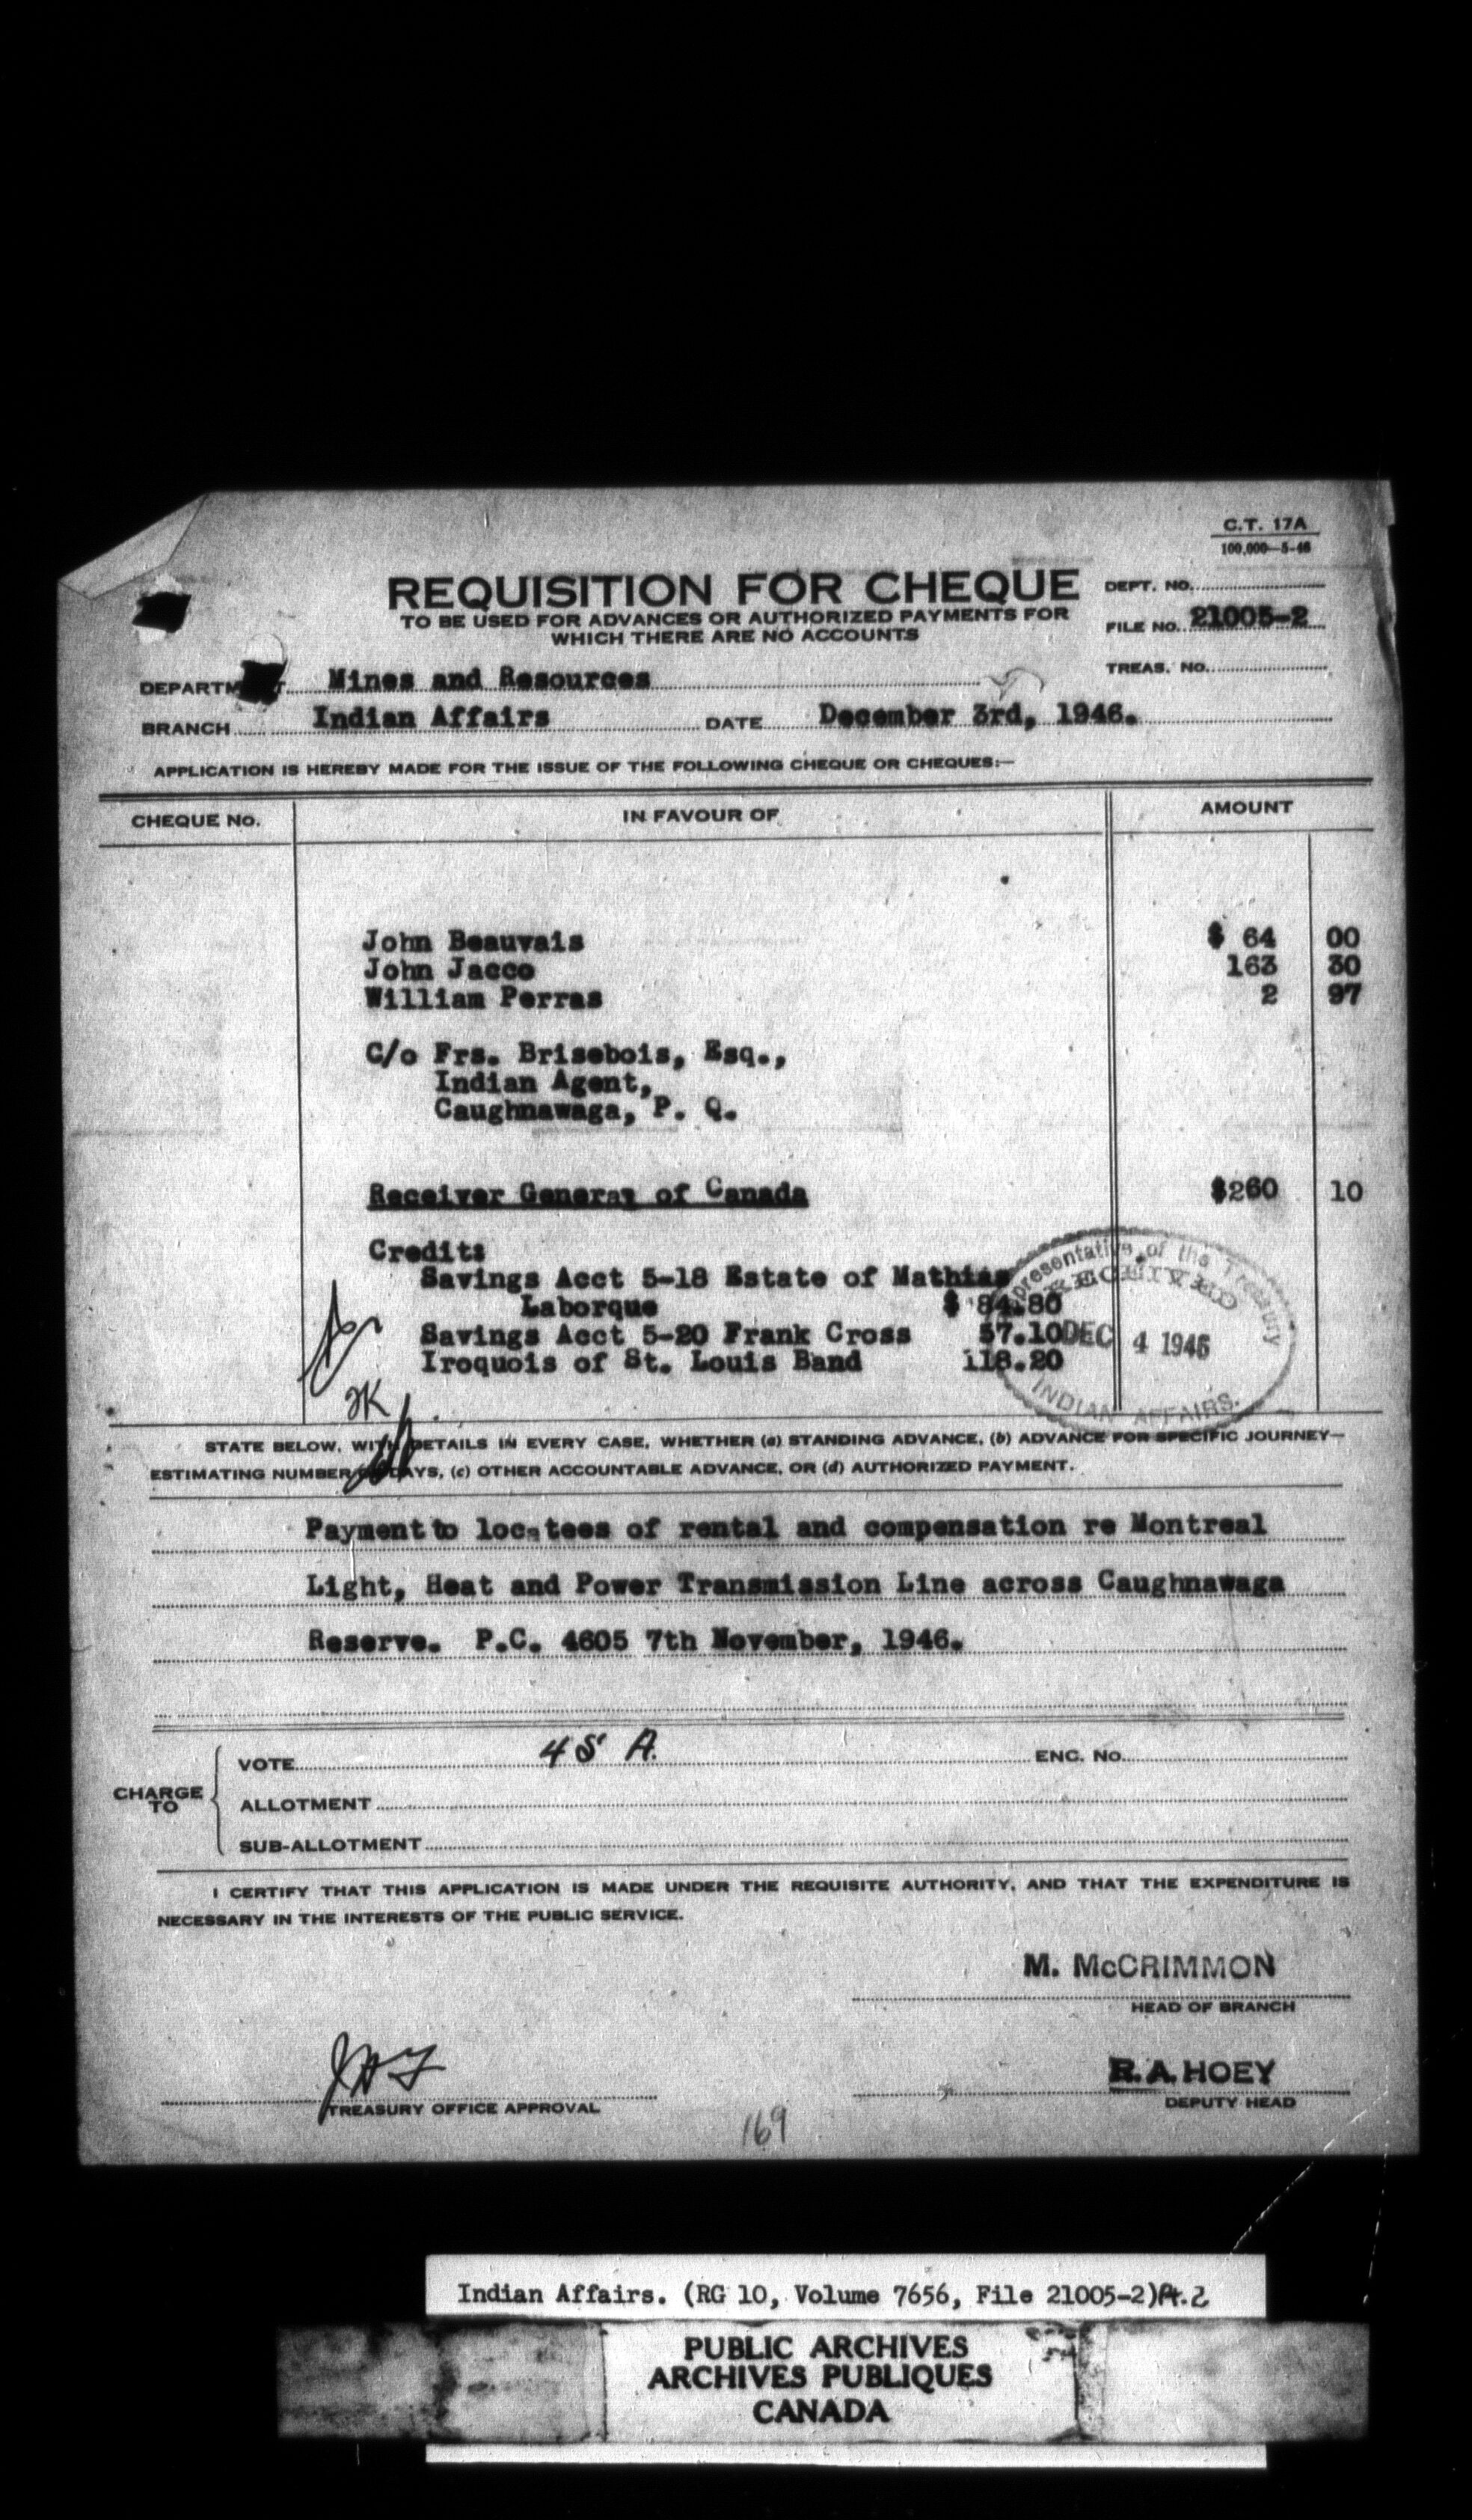 C.T. 17A
100,000—5-46
REQUISITION FOR CHEQUE
TO BE USED FOR ADVANCES OR AUTHORIZED PAYMENTS FOR
WHICH THERE ARE NO ACCOUNTS
DEPT. NO.
FILE NO. 21005-2
TREAS. NO.
DEPARTM T Mines and Resources
BRANCH Indian Affairs DATE December 3rd, 1946.
APPLICATION IS HEREBY MADE FOR THE ISSUE OF THE FOLLOWING CHEQUE OR CHEQUES:—
CHEQUE NO. IN FAVOUR OF AMOUNT
John Beauvais $ 64 00
John Jacco 163 30
William Perras 2 97
C/o Frs. Brisebois, Esq.,
Indian Agent,
Caughnawaga, P. Q.
Receiver General of Canada $260 10
Credit:
Savings Acct 5-18 Estate of Mathias
Laborque $ 84.80
Savings Acct 5-20 Frank Cross 57.10
Iroquois of St. Louis Band 118.20
Representative of the Treasury
RECEIVED
DEC 4 1946
INDIAN AFFAIRS.
STATE BELOW, WITH DETAILS IN EVERY CASE, WHETHER (a) STANDING ADVANCE, (b) ADVANCE FOR SPECIFIC JOURNEY—
ESTIMATING NUMBER OF DAYS, (c) OTHER ACCOUNTABLE ADVANCE, OR (d) AUTHORIZED PAYMENT.
Payment to locatees of rental and compensation re Montreal
Light, Heat and Power Transmission Line across Caughnawaga
Reserve. P.C. 4605 7th November, 1946.
CHARGE TO
VOTE 45 A. ENC. NO.
ALLOTMENT
SUB-ALLOTMENT
I CERTIFY THAT THIS APPLICATION IS MADE UNDER THE REQUISITE AUTHORITY, AND THAT THE EXPENDITURE IS
NECESSARY IN THE INTERESTS OF THE PUBLIC SERVICE.
M. McCRIMMON
HEAD OF BRANCH
R.A. HOEY
TREASURY OFFICE APPROVAL
DEPUTY HEAD
169
Indian Affairs. (RG 10, Volume 7656, File 21005-2)Pt.2
PUBLIC ARCHIVES
ARCHIVES PUBLIQUES
CANADA